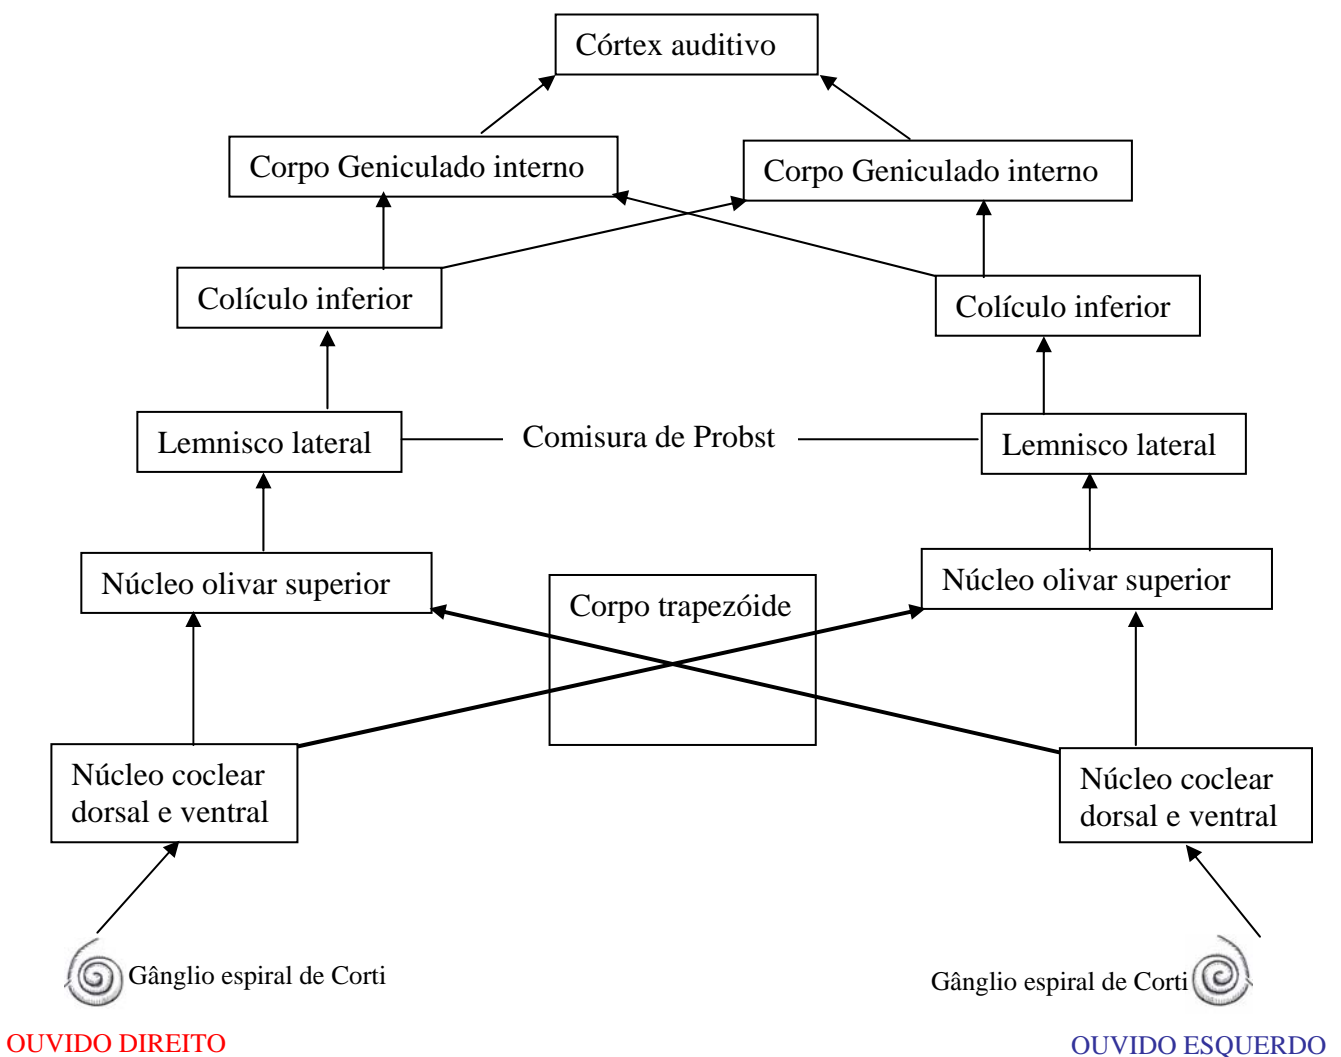 Córtex auditivo
Corpo Geniculado interno
Corpo Geniculado interno
Colículo inferior
Colículo inferior
Lemnisco lateral
Comisura de Probst
Lemnisco lateral
Núcleo olivar superior
Corpo trapezóide
Núcleo olivar superior
Núcleo coclear
dorsal e ventral
Núcleo coclear
dorsal e ventral
Gânglio espiral de Corti
Gânglio espiral de Corti
OUVIDO DIREITO
OUVIDO ESQUERDO